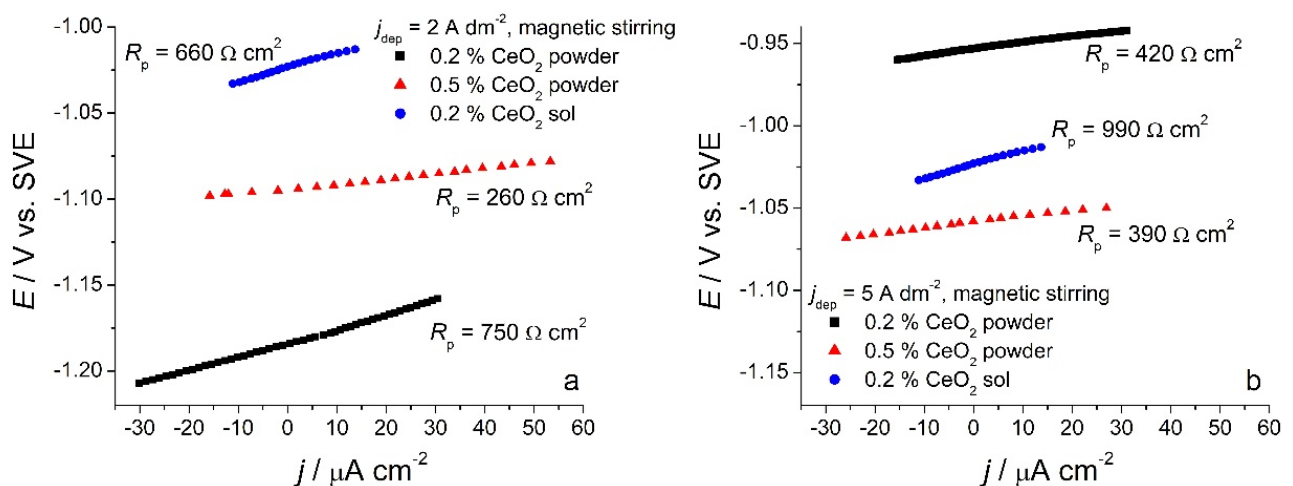 a
-1.00
-1.05
-1.10
-1.15
-1.20
E / V vs. SVE
R_p = 660 Ω cm²
j_dep = 2 A dm⁻², magnetic stirring
0.2 % CeO₂ powder
0.5 % CeO₂ powder
0.2 % CeO₂ sol
R_p = 260 Ω cm²
R_p = 750 Ω cm²
-30 -20 -10 0 10 20 30 40 50 60
j / μA cm⁻²
b
-0.95
-1.00
-1.05
-1.10
-1.15
E / V vs. SVE
R_p = 420 Ω cm²
R_p = 990 Ω cm²
R_p = 390 Ω cm²
j_dep = 5 A dm⁻², magnetic stirring
0.2 % CeO₂ powder
0.5 % CeO₂ powder
0.2 % CeO₂ sol
-30 -20 -10 0 10 20 30 40 50 60
j / μA cm⁻²